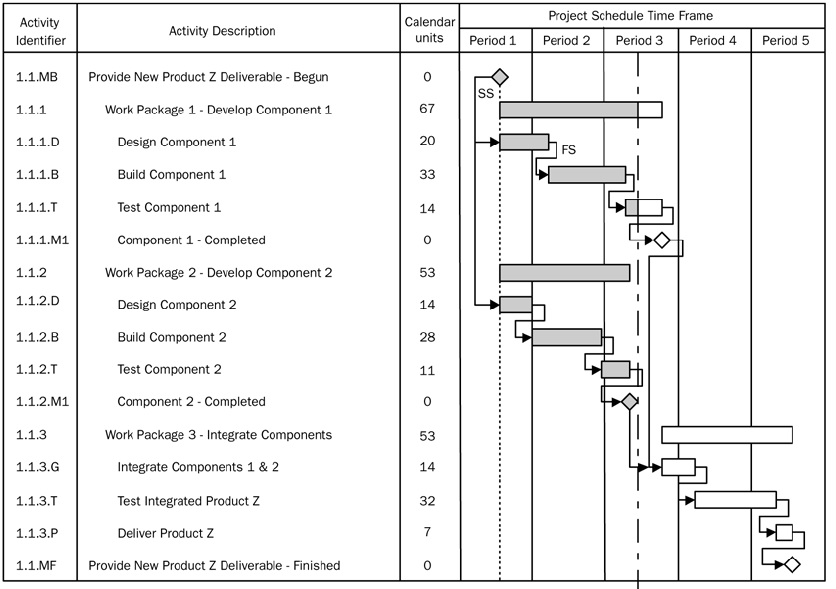 Activity Identifier
Activity Description
Calendar units
Project Schedule Time Frame
Period 1 Period 2 Period 3 Period 4 Period 5
1.1.MB Provide New Product Z Deliverable - Begun 0
SS
1.1.1 Work Package 1 - Develop Component 1 67
1.1.1.D Design Component 1 20
FS
1.1.1.B Build Component 1 33
1.1.1.T Test Component 1 14
1.1.1.M1 Component 1 - Completed 0
1.1.2 Work Package 2 - Develop Component 2 53
1.1.2.D Design Component 2 14
1.1.2.B Build Component 2 28
1.1.2.T Test Component 2 11
1.1.2.M1 Component 2 - Completed 0
1.1.3 Work Package 3 - Integrate Components 53
1.1.3.G Integrate Components 1 & 2 14
1.1.3.T Test Integrated Product Z 32
1.1.3.P Deliver Product Z 7
1.1.MF Provide New Product Z Deliverable - Finished 0